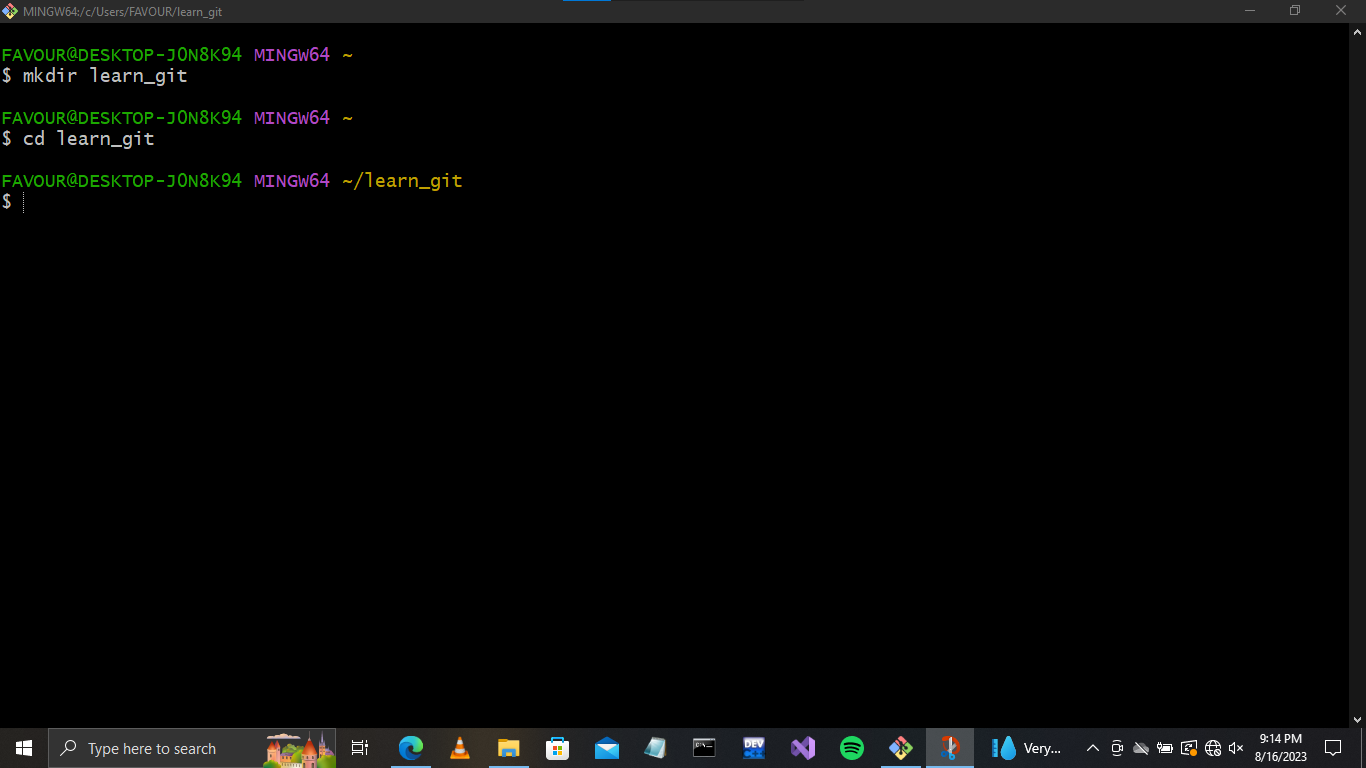 MINGW64:/c/Users/FAVOUR/learn_git
FAVOUR@DESKTOP-J0N8K94 MINGW64 ~
$ mkdir learn_git
FAVOUR@DESKTOP-J0N8K94 MINGW64 ~
$ cd learn_git
FAVOUR@DESKTOP-J0N8K94 MINGW64 ~/learn_git
$
Type here to search
DEV
Very...
9:14 PM
8/16/2023